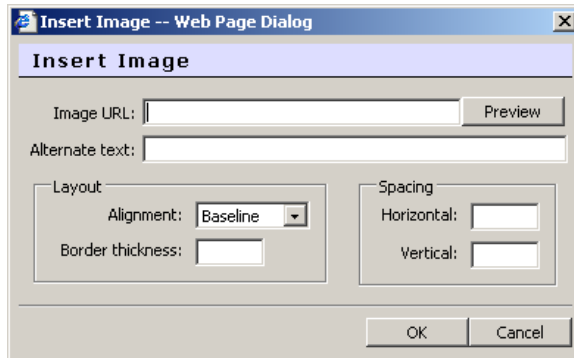 Insert Image -- Web Page Dialog
Insert Image
Image URL: Preview
Alternate text:
Layout
Alignment: Baseline
Border thickness:
Spacing
Horizontal:
Vertical:
OK Cancel